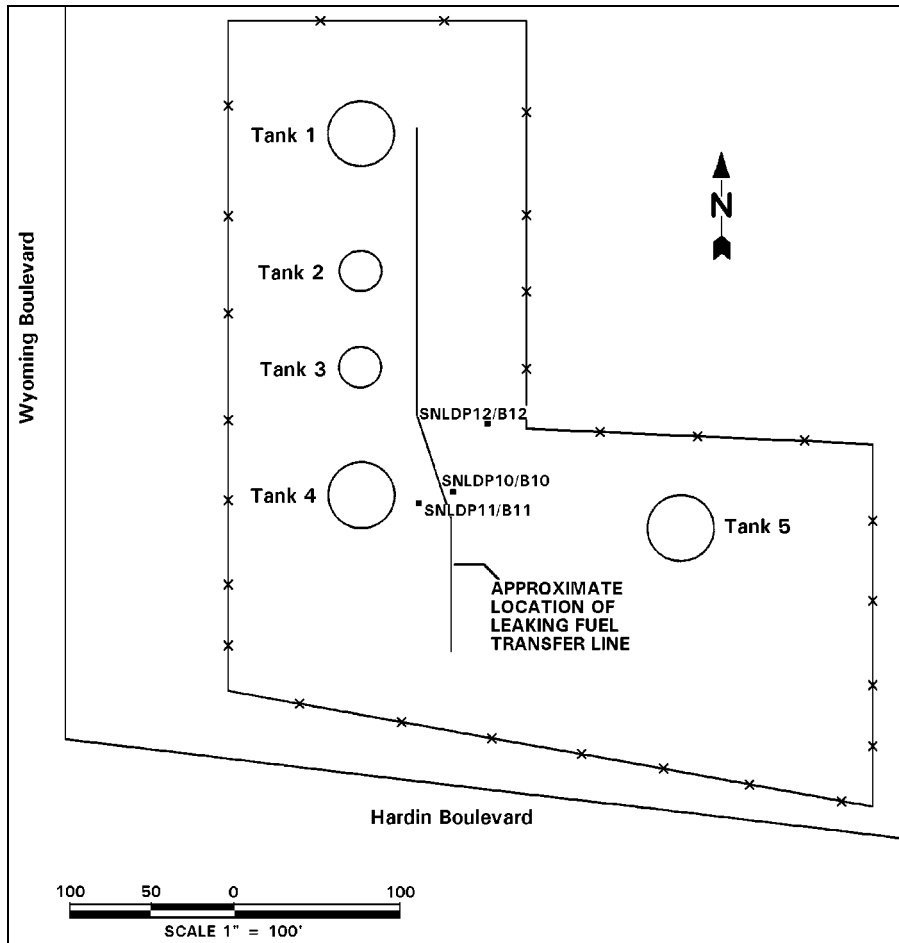 Tank 1
N
Tank 2
Wyoming Boulevard
Tank 3
SNLDP12/B12
SNLDP10/B10
Tank 4
SNLDP11/B11
Tank 5
APPROXIMATE
LOCATION OF
LEAKING FUEL
TRANSFER LINE
Hardin Boulevard
100 50 0 100
SCALE 1" = 100'